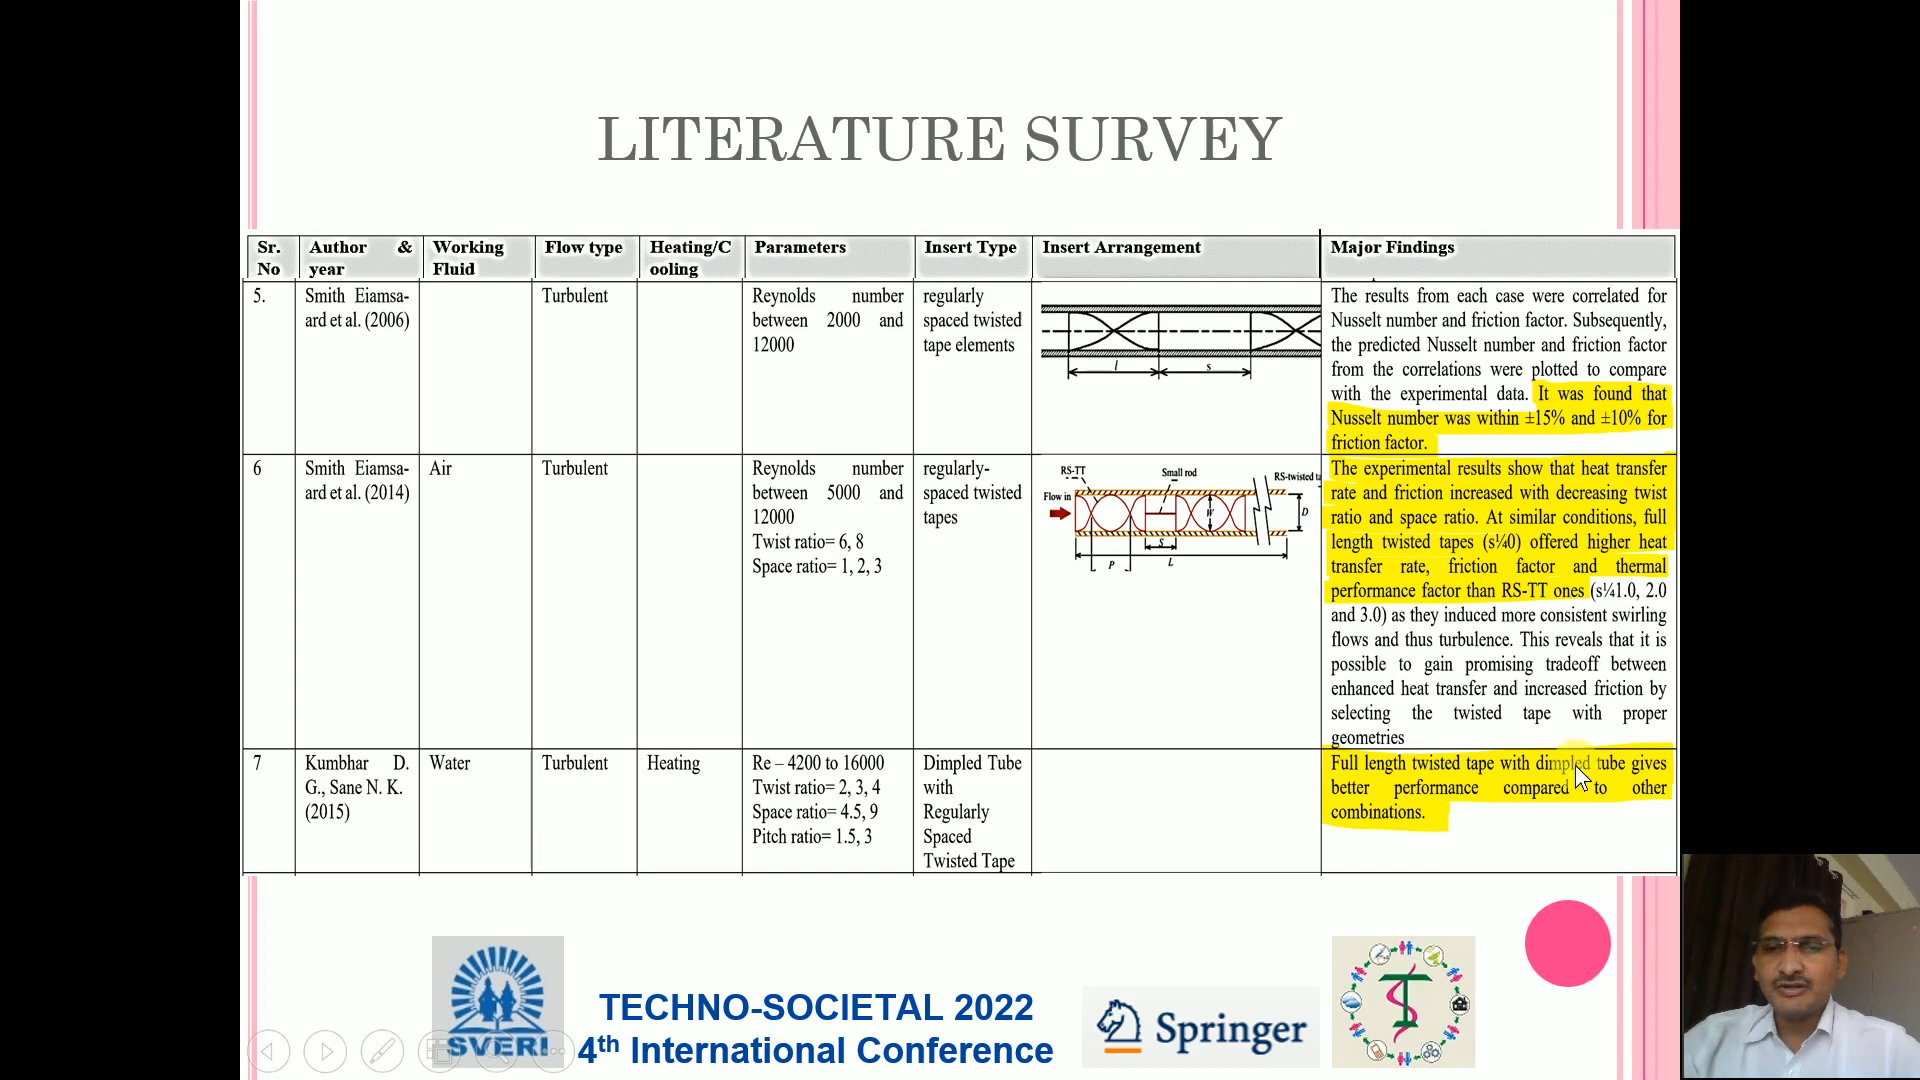 LITERATURE SURVEY
Sr. No
Author & year
Working Fluid
Flow type
Heating/C ooling
Parameters
Insert Type
Insert Arrangement
Major Findings
5.
Smith Eiamsa-
ard et al. (2006)
Turbulent
Reynolds number
between 2000 and
12000
regularly
spaced twisted
tape elements
l
s
The results from each case were correlated for
Nusselt number and friction factor. Subsequently,
the predicted Nusselt number and friction factor
from the correlations were plotted to compare
with the experimental data. It was found that
Nusselt number was within ±15% and ±10% for
friction factor.
6
Smith Eiamsa-
ard et al. (2014)
Air
Turbulent
Reynolds number
between 5000 and
12000
Twist ratio= 6, 8
Space ratio= 1, 2, 3
regularly-
spaced twisted
tapes
RS-TT
Small rod
RS-twisted ta
Flow in
W
D
S
P
L
The experimental results show that heat transfer
rate and friction increased with decreasing twist
ratio and space ratio. At similar conditions, full
length twisted tapes (s¼0) offered higher heat
transfer rate, friction factor and thermal
performance factor than RS-TT ones (s¼1.0, 2.0
and 3.0) as they induced more consistent swirling
flows and thus turbulence. This reveals that it is
possible to gain promising tradeoff between
enhanced heat transfer and increased friction by
selecting the twisted tape with proper
geometries
7
Kumbhar D.
G., Sane N. K.
(2015)
Water
Turbulent
Heating
Re – 4200 to 16000
Twist ratio= 2, 3, 4
Space ratio= 4.5, 9
Pitch ratio= 1.5, 3
Dimpled Tube
with
Regularly
Spaced
Twisted Tape
Full length twisted tape with dimpled tube gives
better performance compared to other
combinations.
SVERI
TECHNO-SOCIETAL 2022
4th International Conference
Springer